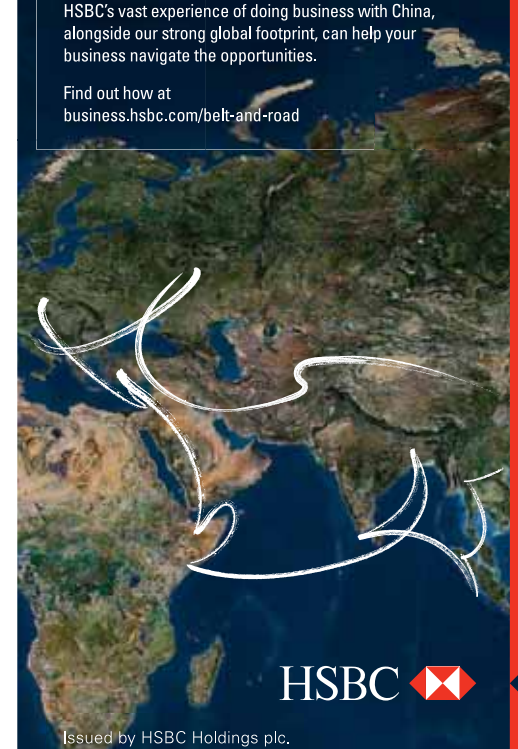 HSBC’s vast experience of doing business with China,
alongside our strong global footprint, can help your
business navigate the opportunities.
Find out how at
business.hsbc.com/belt-and-road
HSBC
Issued by HSBC Holdings plc.